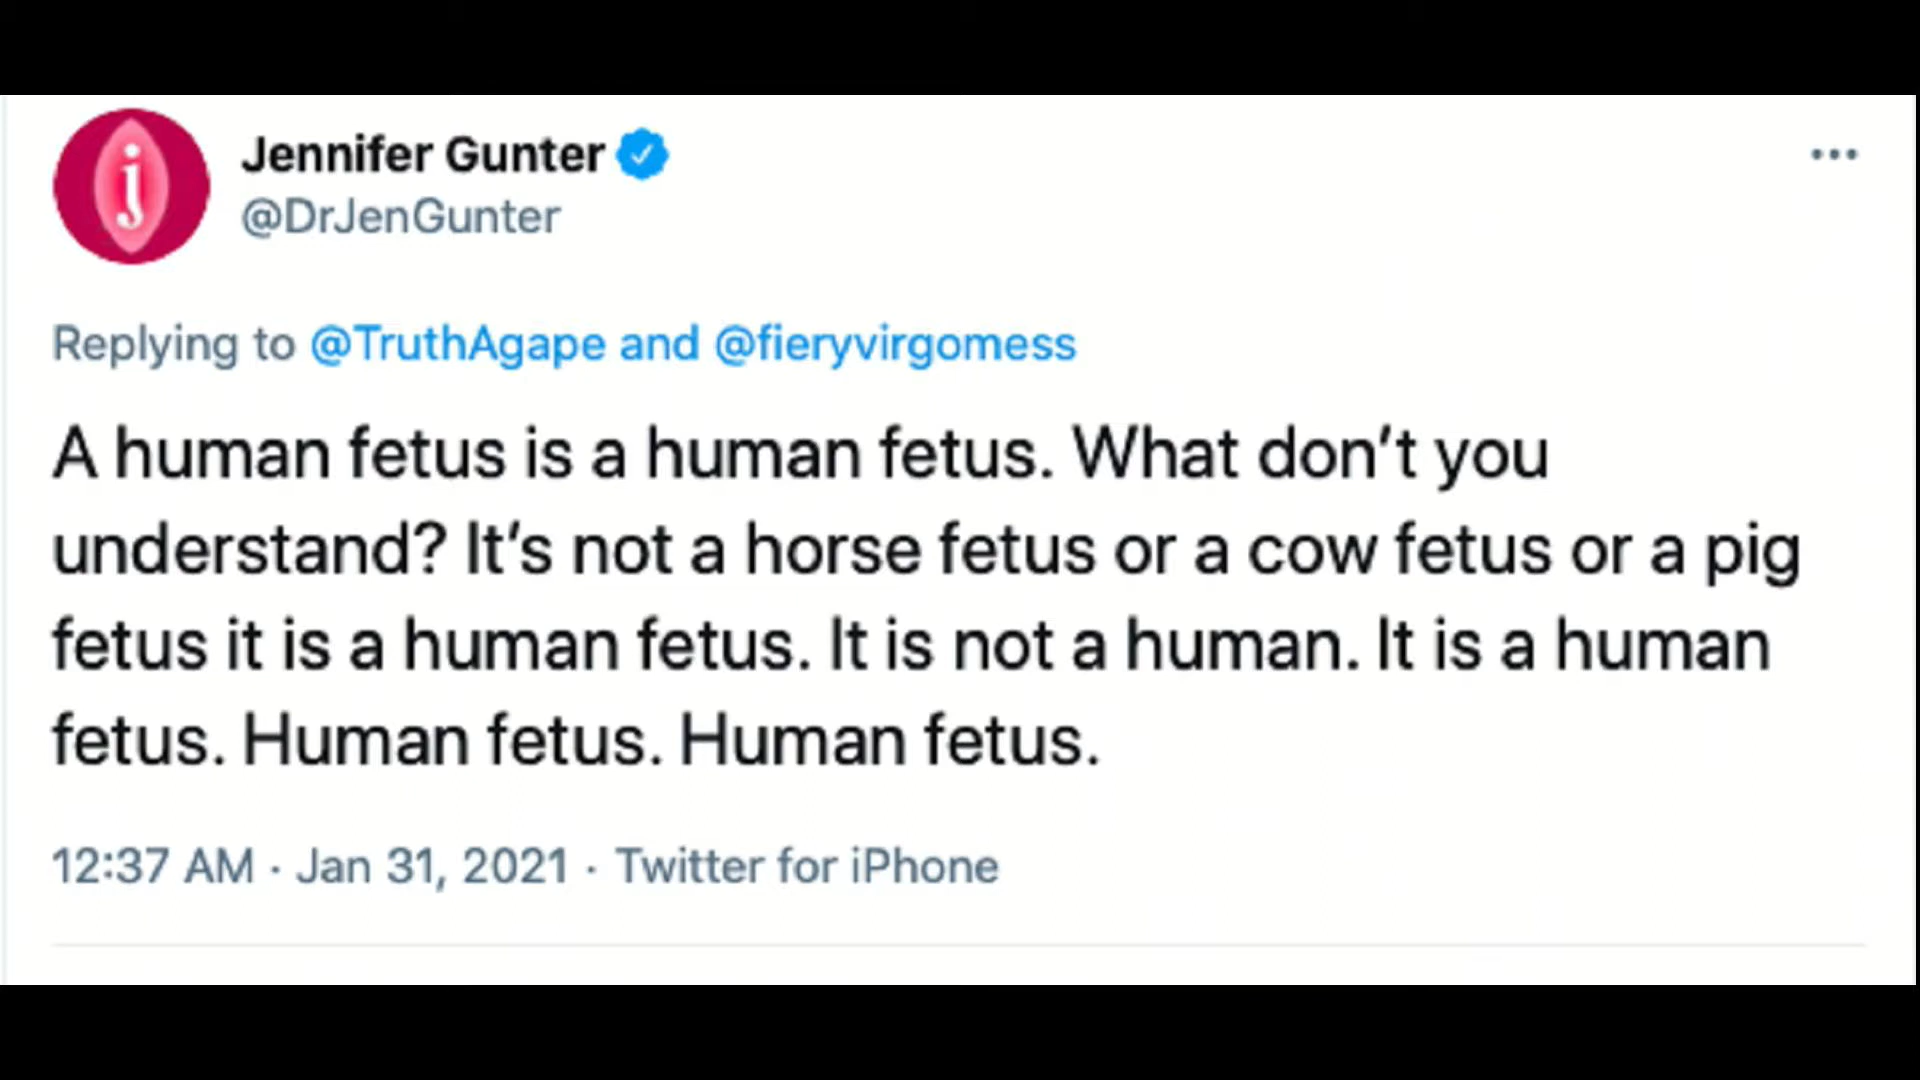 j
Jennifer Gunter
@DrJenGunter
Replying to @TruthAgape and @fieryvirgomess
A human fetus is a human fetus. What don’t you
understand? It’s not a horse fetus or a cow fetus or a pig
fetus it is a human fetus. It is not a human. It is a human
fetus. Human fetus. Human fetus.
12:37 AM · Jan 31, 2021 · Twitter for iPhone